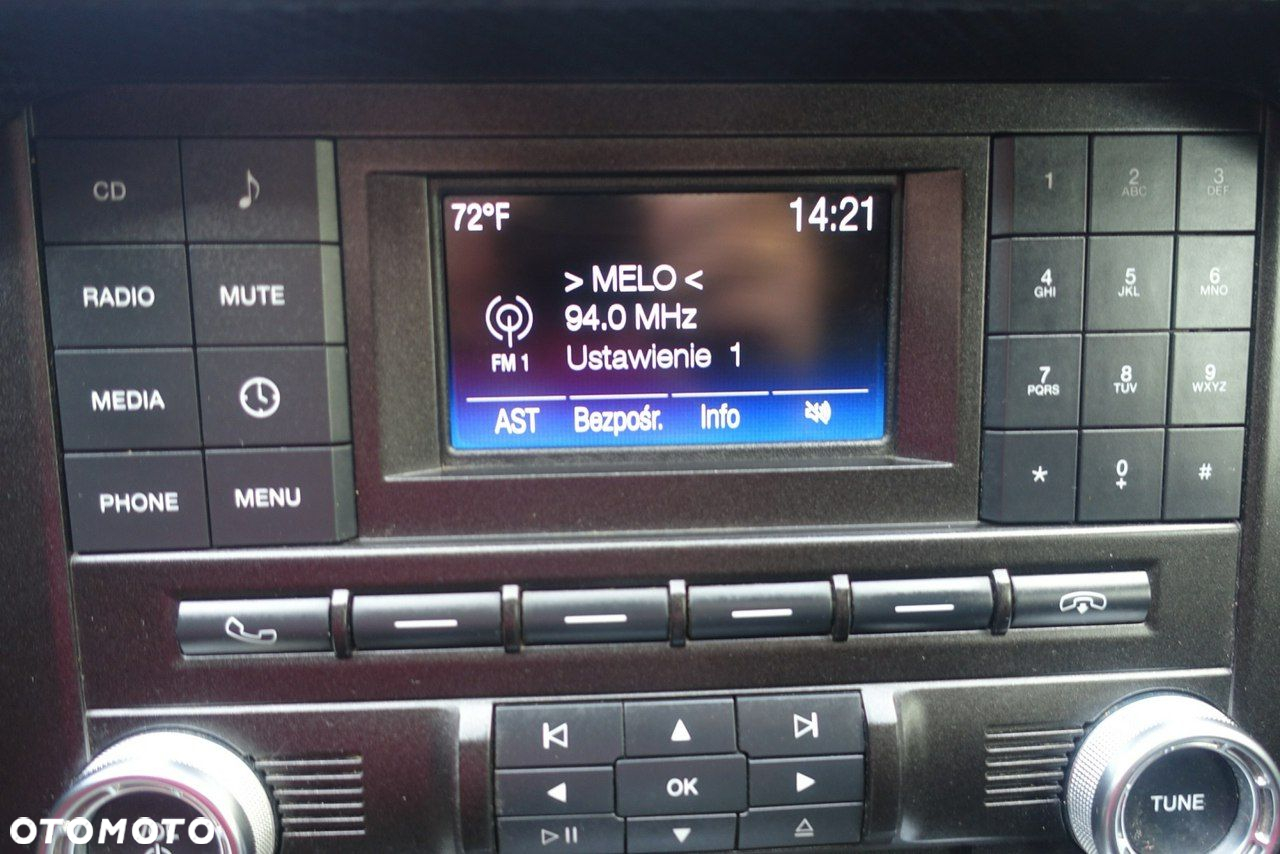 CD
RADIO MUTE
MEDIA
PHONE MENU
72°F 14:21
> MELO <
94.0 MHz
FM 1 Ustawienie 1
AST Bezpośr. Info
1 2 ABC 3 DEF
4 GHI 5 JKL 6 MNO
7 PQRS 8 TUV 9 WXYZ
* 0 + #
OK
TUNE
OTOMOTO